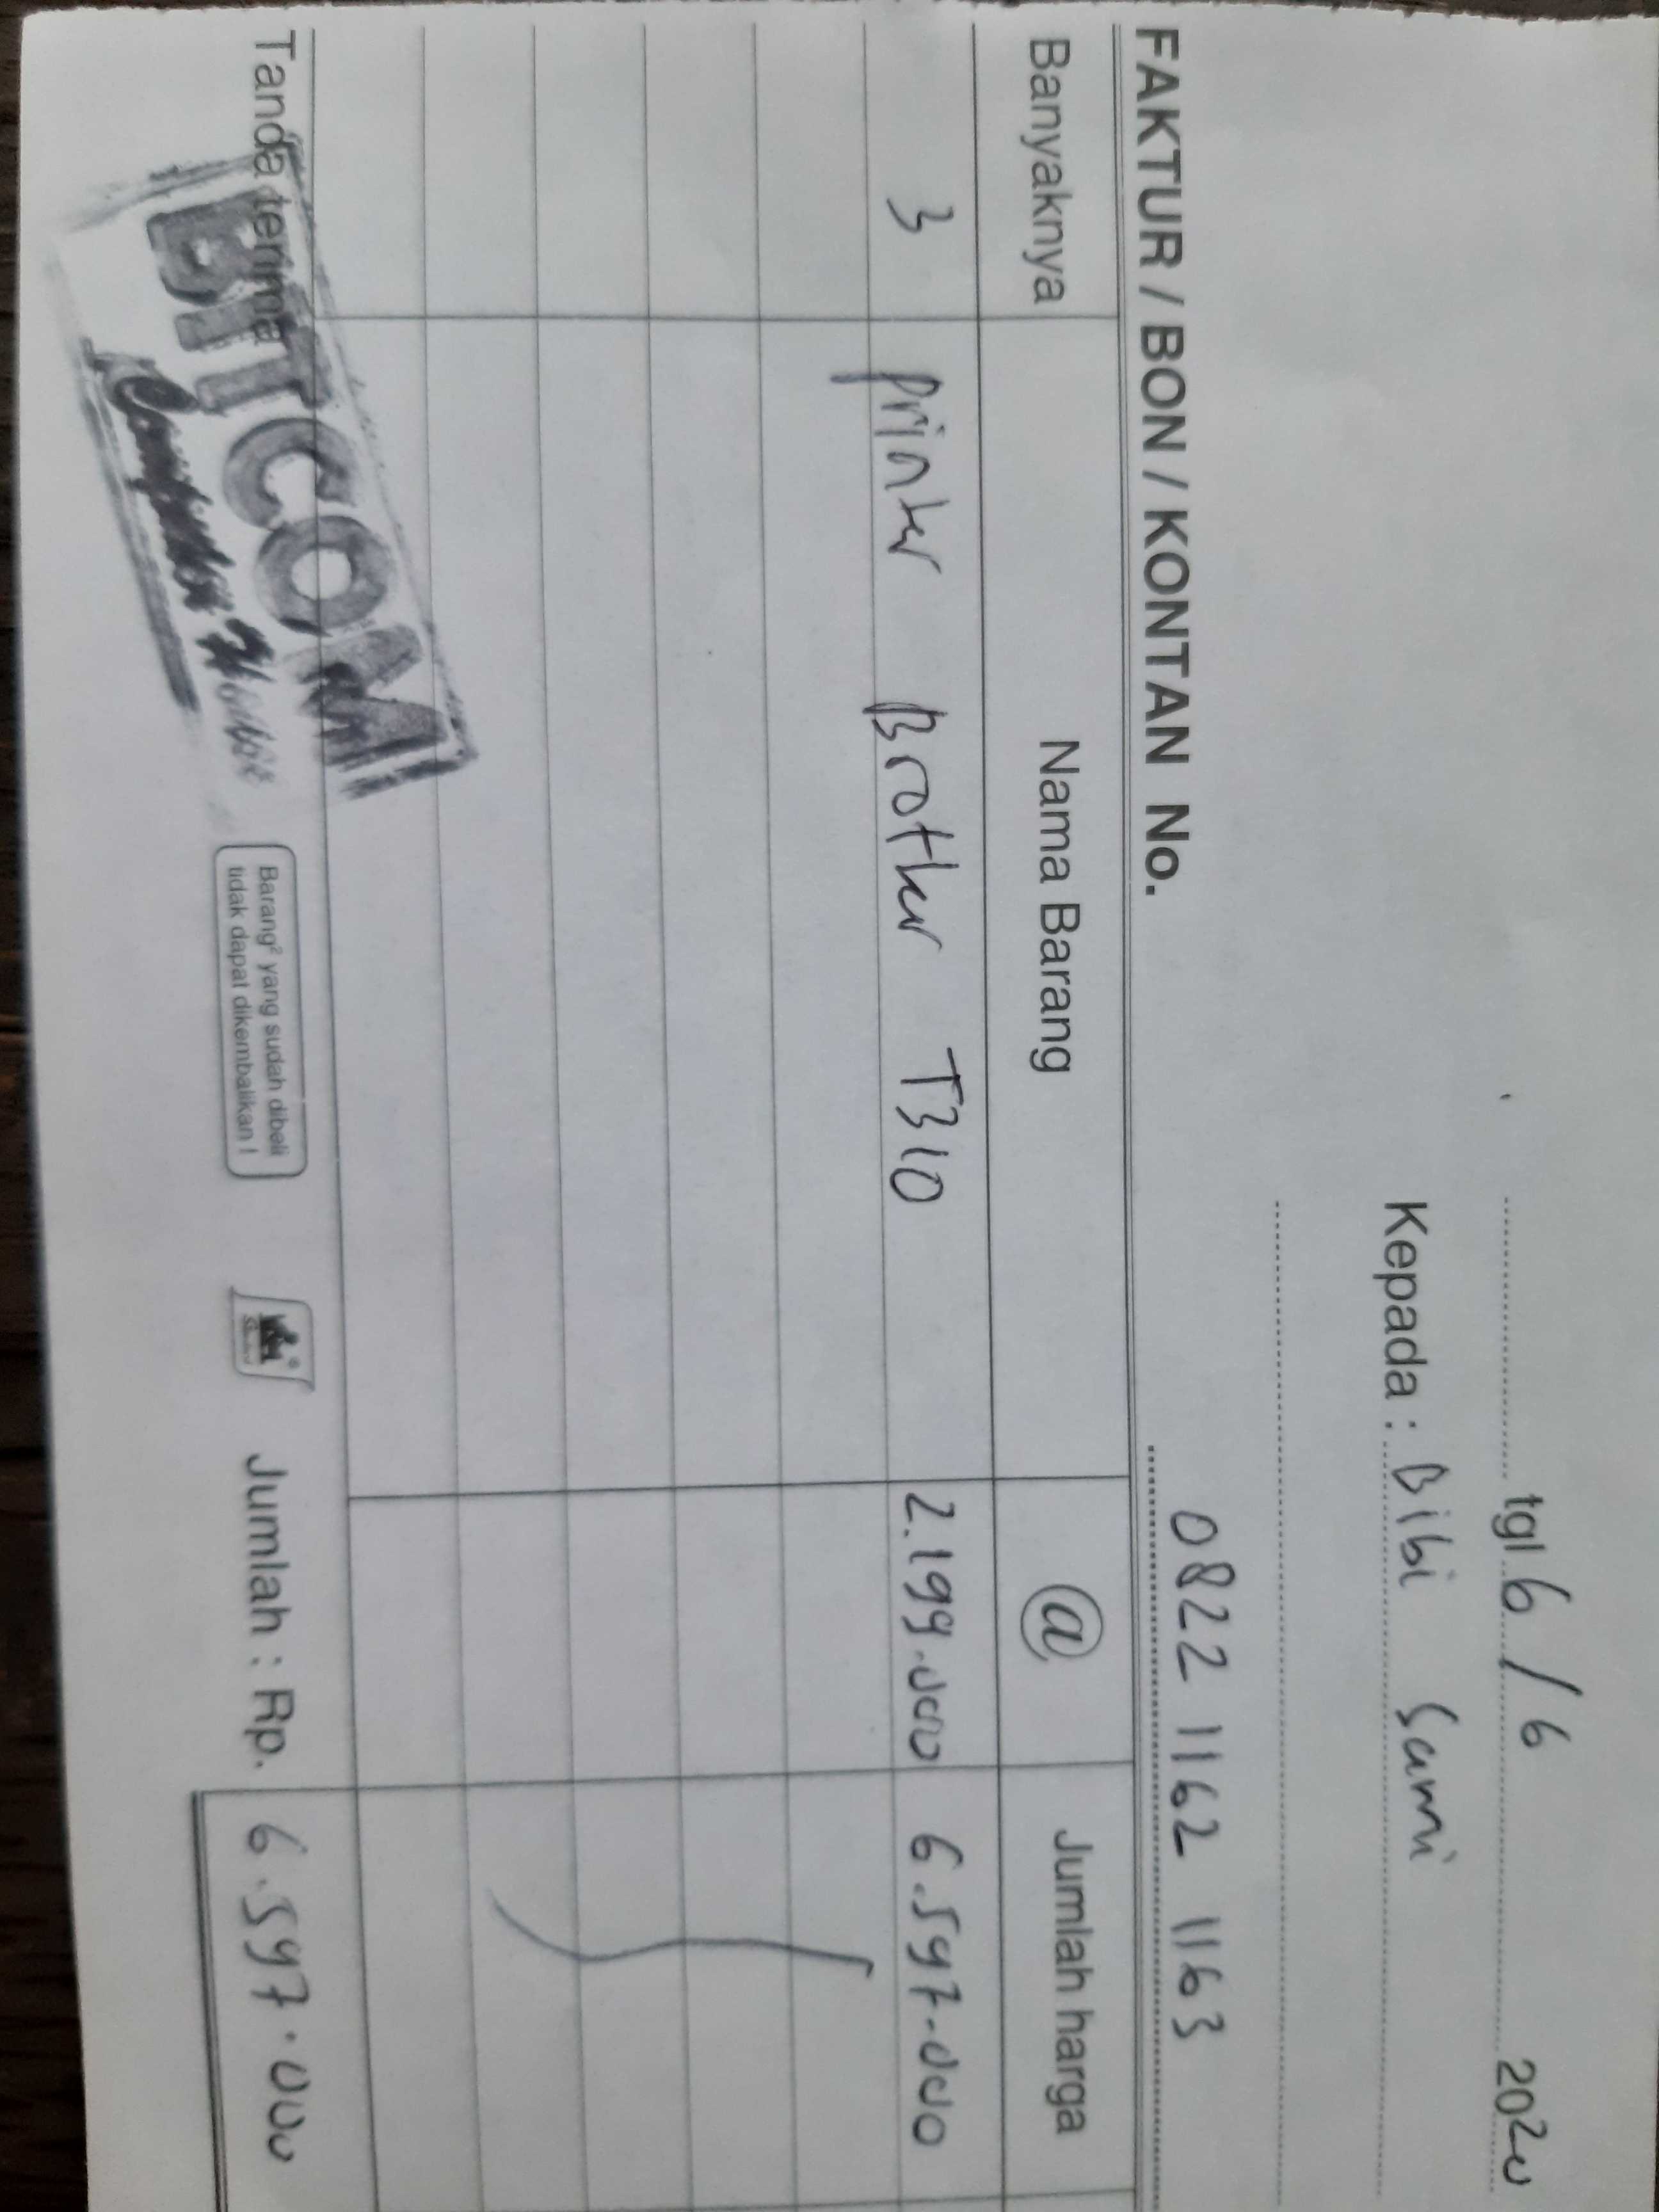 tgl. 6 / 6 2020
Kepada : Bibi Sami
FAKTUR / BON / KONTAN No. 0822 1162 1163
Banyaknya Nama Barang @ Jumlah harga
3 printer Brother T310 2.199.000 6.597.000
Tanda terima
BITCOM
Computer House
Barang² yang sudah dibeli
tidak dapat dikembalikan !
Jumlah : Rp. 6.597.000